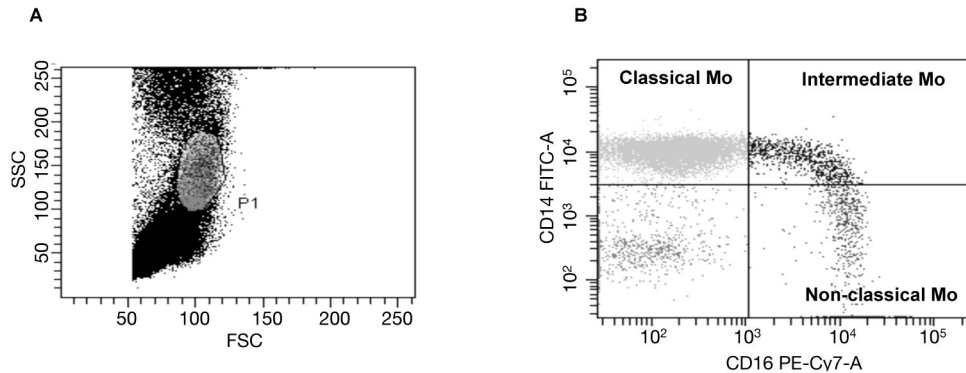 A
250
200
150
100
50
SSC
P1
50 100 150 200 250
FSC
B
Classical Mo Intermediate Mo
10⁵
10⁴
10³
10²
CD14 FITC-A
Non-classical Mo
10² 10³ 10⁴ 10⁵
CD16 PE-Cy7-A